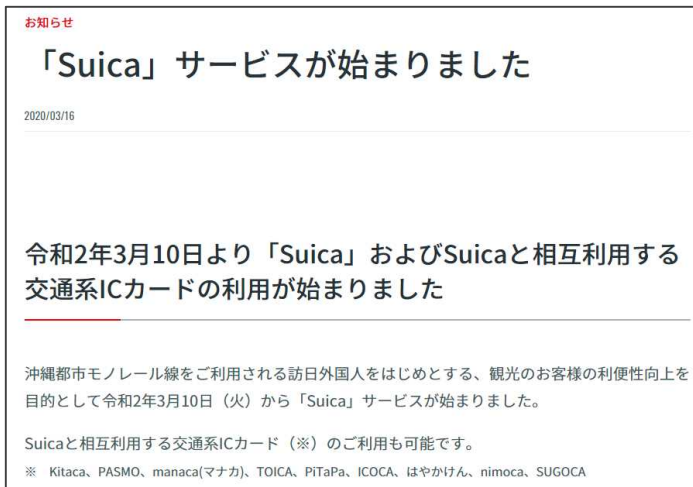 お知らせ
「Suica」サービスが始まりました
2020/03/16
令和2年3月10日より「Suica」およびSuicaと相互利用する
交通系ICカードの利用が始まりました
沖縄都市モノレール線をご利用される訪日外国人をはじめとする、観光のお客様の利便性向上を
目的として令和2年3月10日（火）から「Suica」サービスが始まりました。
Suicaと相互利用する交通系ICカード（※）のご利用も可能です。
※　Kitaca、PASMO、manaca(マナカ)、TOICA、PiTaPa、ICOCA、はやかけん、nimoca、SUGOCA